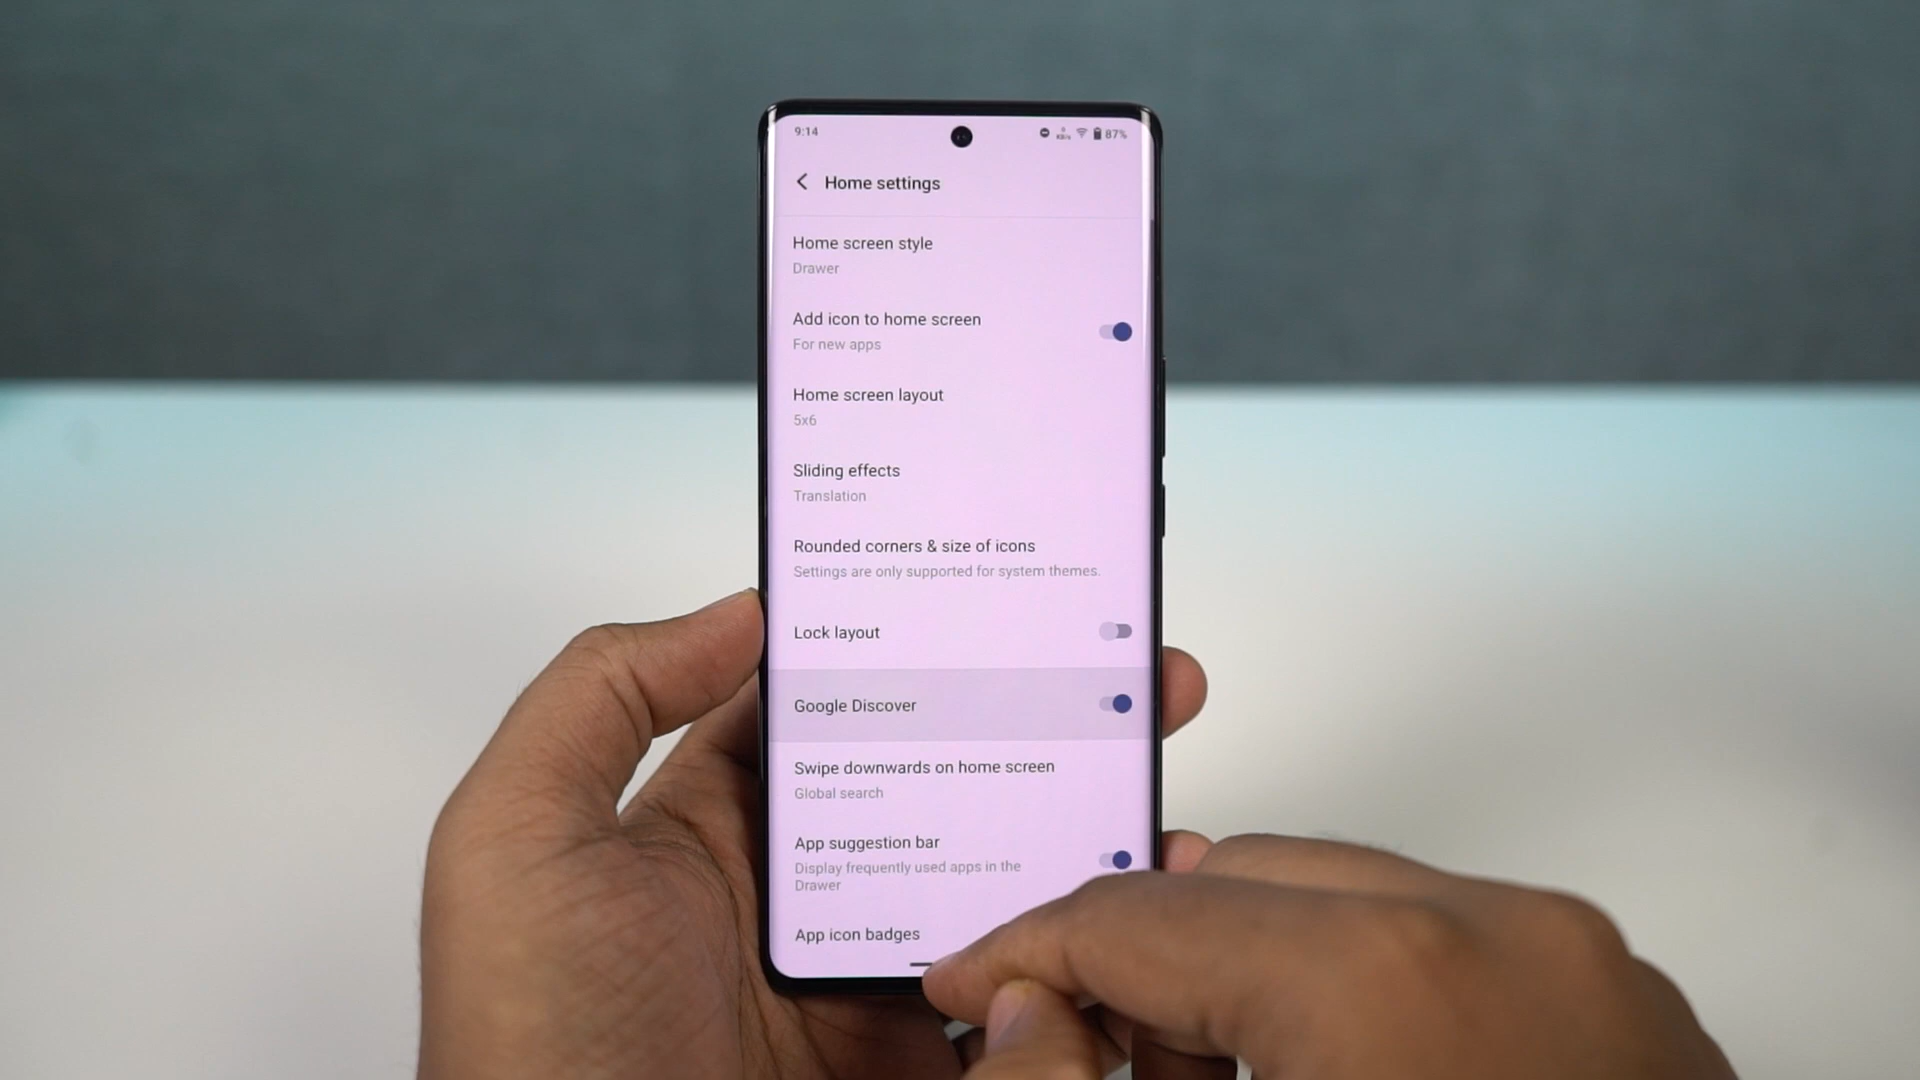 9:14
87%
Home settings
Home screen style
Drawer
Add icon to home screen
For new apps
Home screen layout
5x6
Sliding effects
Translation
Rounded corners & size of icons
Settings are only supported for system themes.
Lock layout
Google Discover
Swipe downwards on home screen
Global search
App suggestion bar
Display frequently used apps in the
Drawer
App icon badges